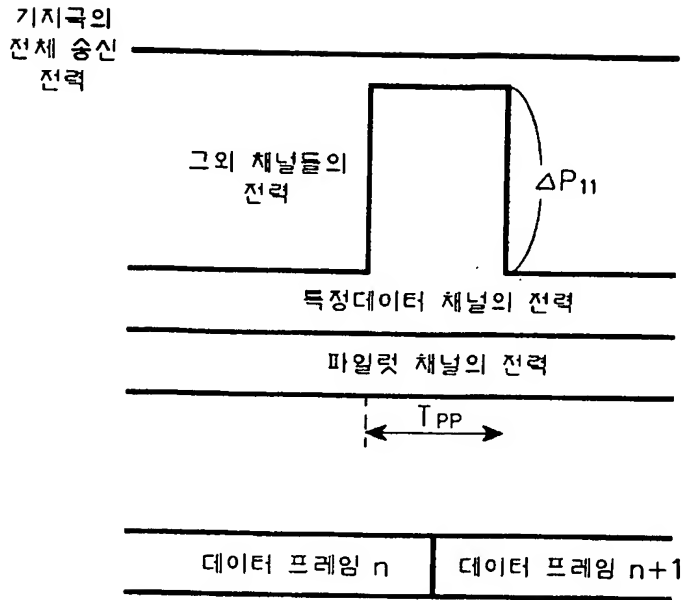 기지국의
전체 송신
전력
그외 채널들의
전력
△P11
특정데이터 채널의 전력
파일럿 채널의 전력
TPP
데이터 프레임 n
데이터 프레임 n+1